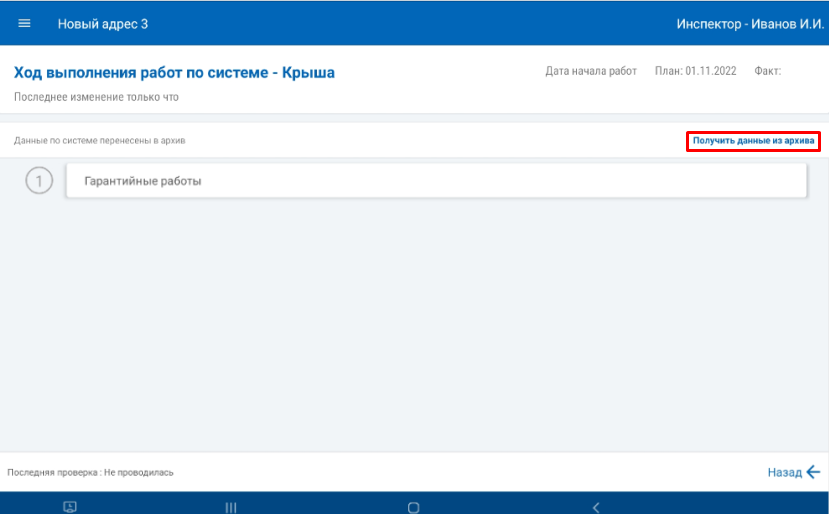 Новый адрес 3
Инспектор - Иванов И.И.
Ход выполнения работ по системе - Крыша
Дата начала работ План: 01.11.2022 Факт:
Последнее изменение только что
Данные по системе перенесены в архив
Получить данные из архива
1
Гарантийные работы
Последняя проверка : Не проводилась
Назад